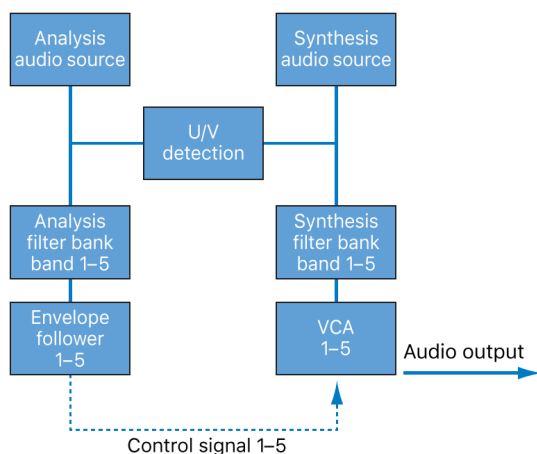 Analysis
audio source
Synthesis
audio source
U/V
detection
Analysis
filter bank
band 1–5
Synthesis
filter bank
band 1–5
Envelope
follower
1–5
VCA
1–5
Audio output
Control signal 1–5